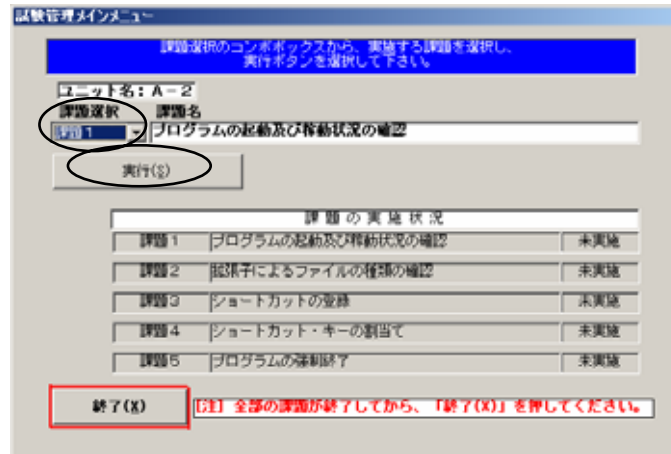 試験管理メインメニュー
課題選択のコンボボックスから、実施する課題を選択し、
実行ボタンを選択して下さい。
ユニット名：A－2
課題選択 課題名
課題1 プログラムの起動及び稼動状況の確認
実行(S)
課題の実施状況
課題1 プログラムの起動及び稼動状況の確認 未実施
課題2 拡張子によるファイルの種類の確認 未実施
課題3 ショートカットの登録 未実施
課題4 ショートカット・キーの割当て 未実施
課題5 プログラムの強制終了 未実施
終了(X) [注] 全部の課題が終了してから、「終了(X)」を押してください。